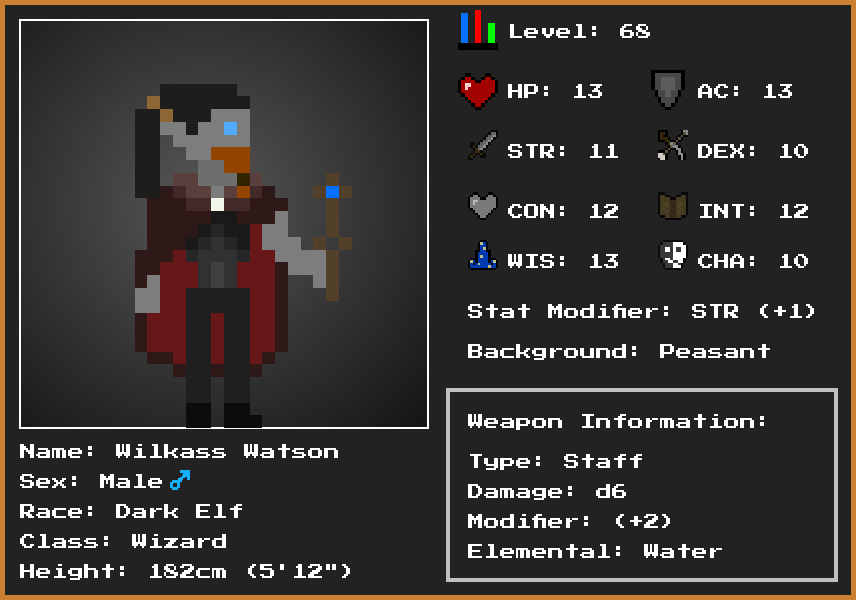 Level: 68
HP: 13 AC: 13
STR: 11 DEX: 10
CON: 12 INT: 12
WIS: 13 CHA: 10
Stat Modifier: STR (+1)
Background: Peasant
Weapon Information:
Type: Staff
Damage: d6
Modifier: (+2)
Elemental: Water
Name: Wilkass Watson
Sex: Male♂
Race: Dark Elf
Class: Wizard
Height: 182cm (5'12")